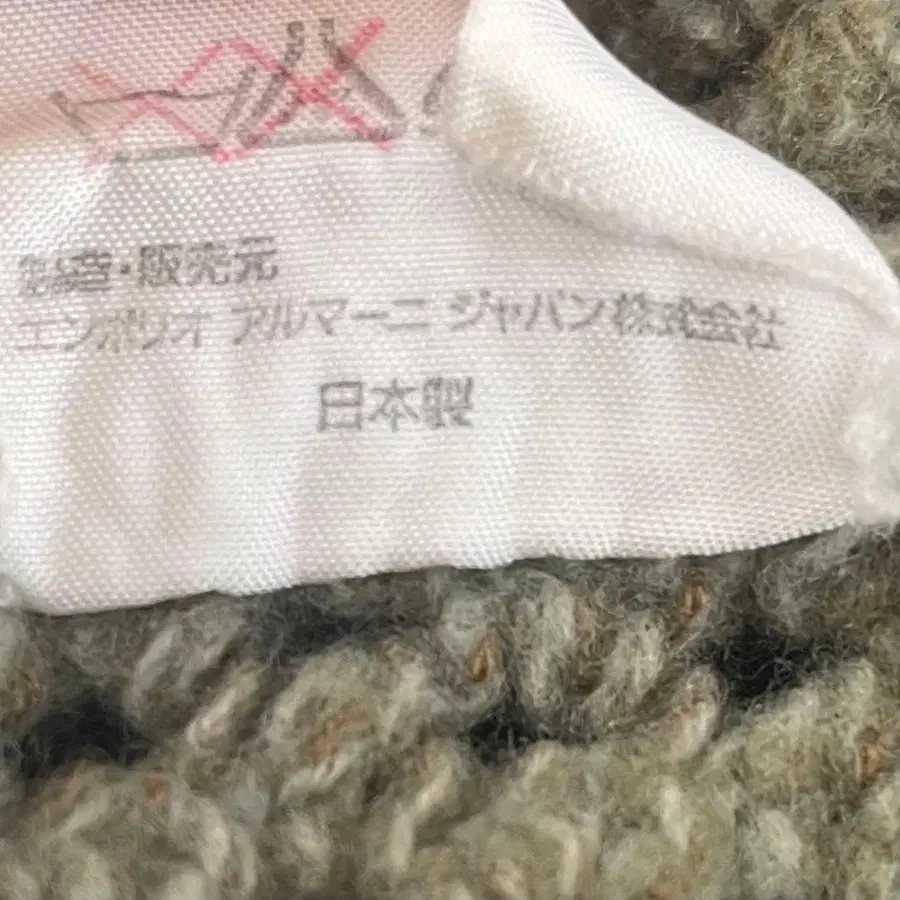 製造・販売元
エンポリオ アルマーニ ジャパン株式会社
日本製